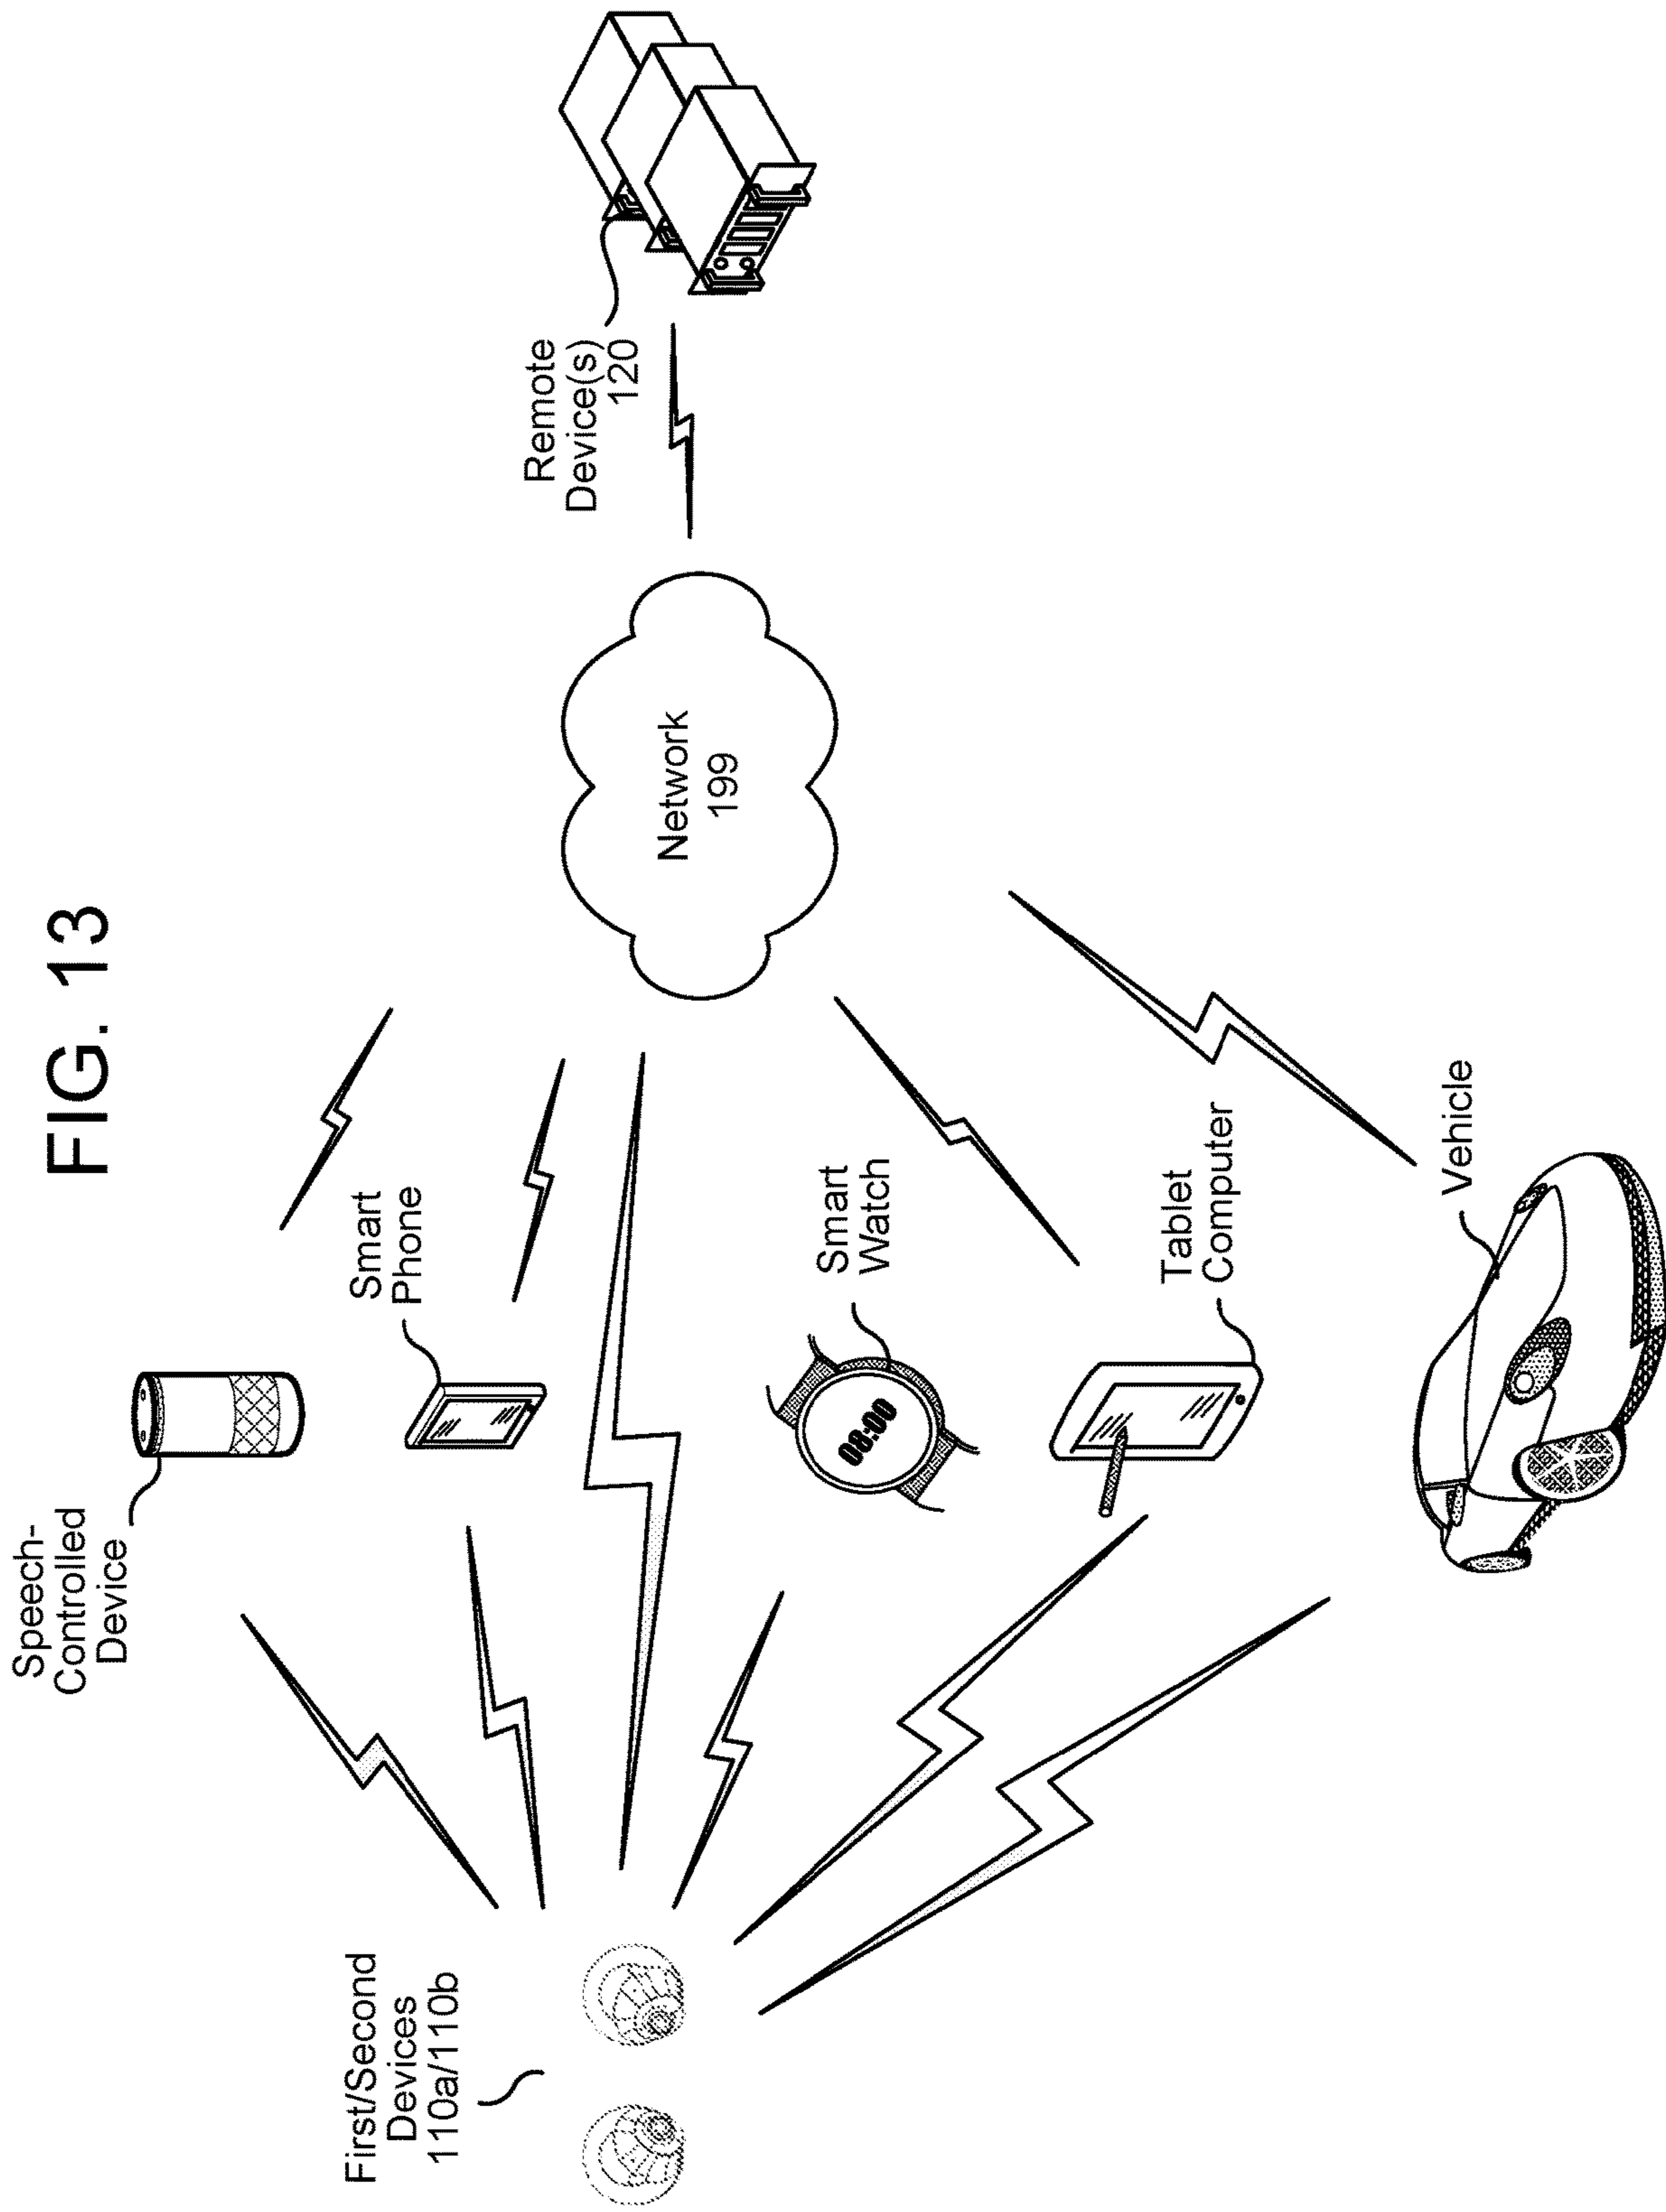 FIG. 13
Speech-
Controlled
Device
Smart
Phone
First/Second
Devices
110a/110b
Remote
Device(s)
120
Network
199
08:00
Smart
Watch
Tablet
Computer
Vehicle